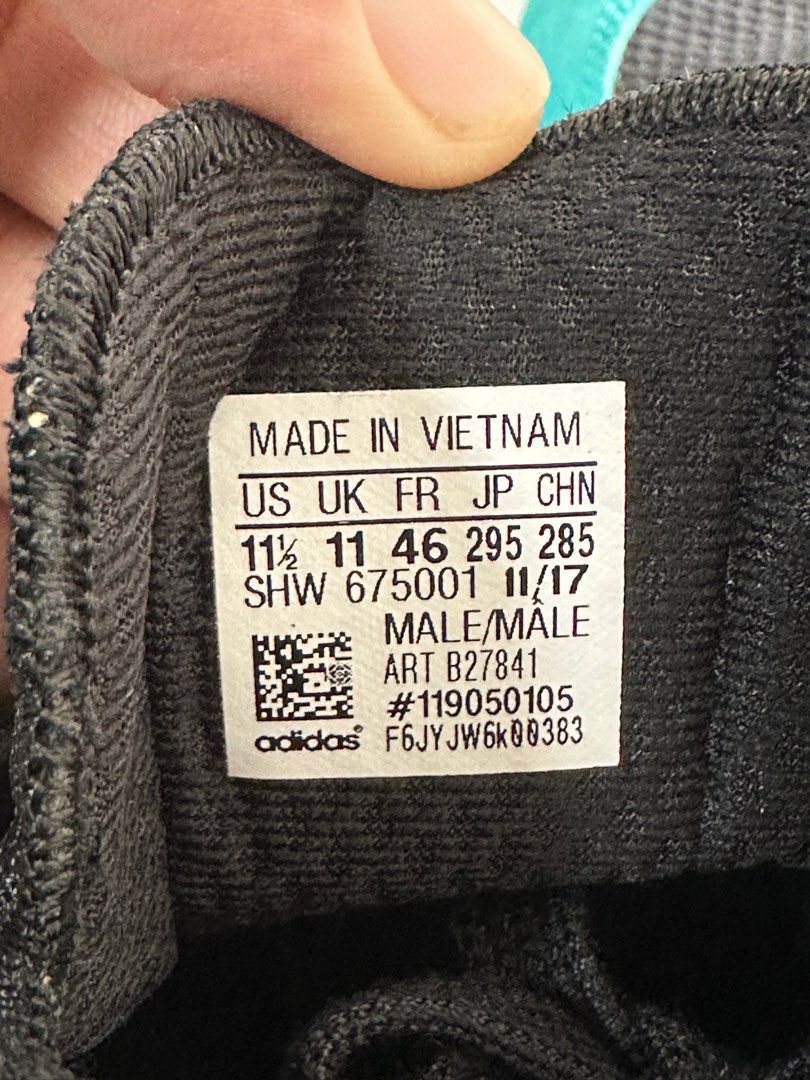 MADE IN VIETNAM
US UK FR JP CHN
11½ 11 46 295 285
SHW 675001 11/17
MALE/MÂLE
ART B27841
#119050105
adidas® F6JYJW6k00383